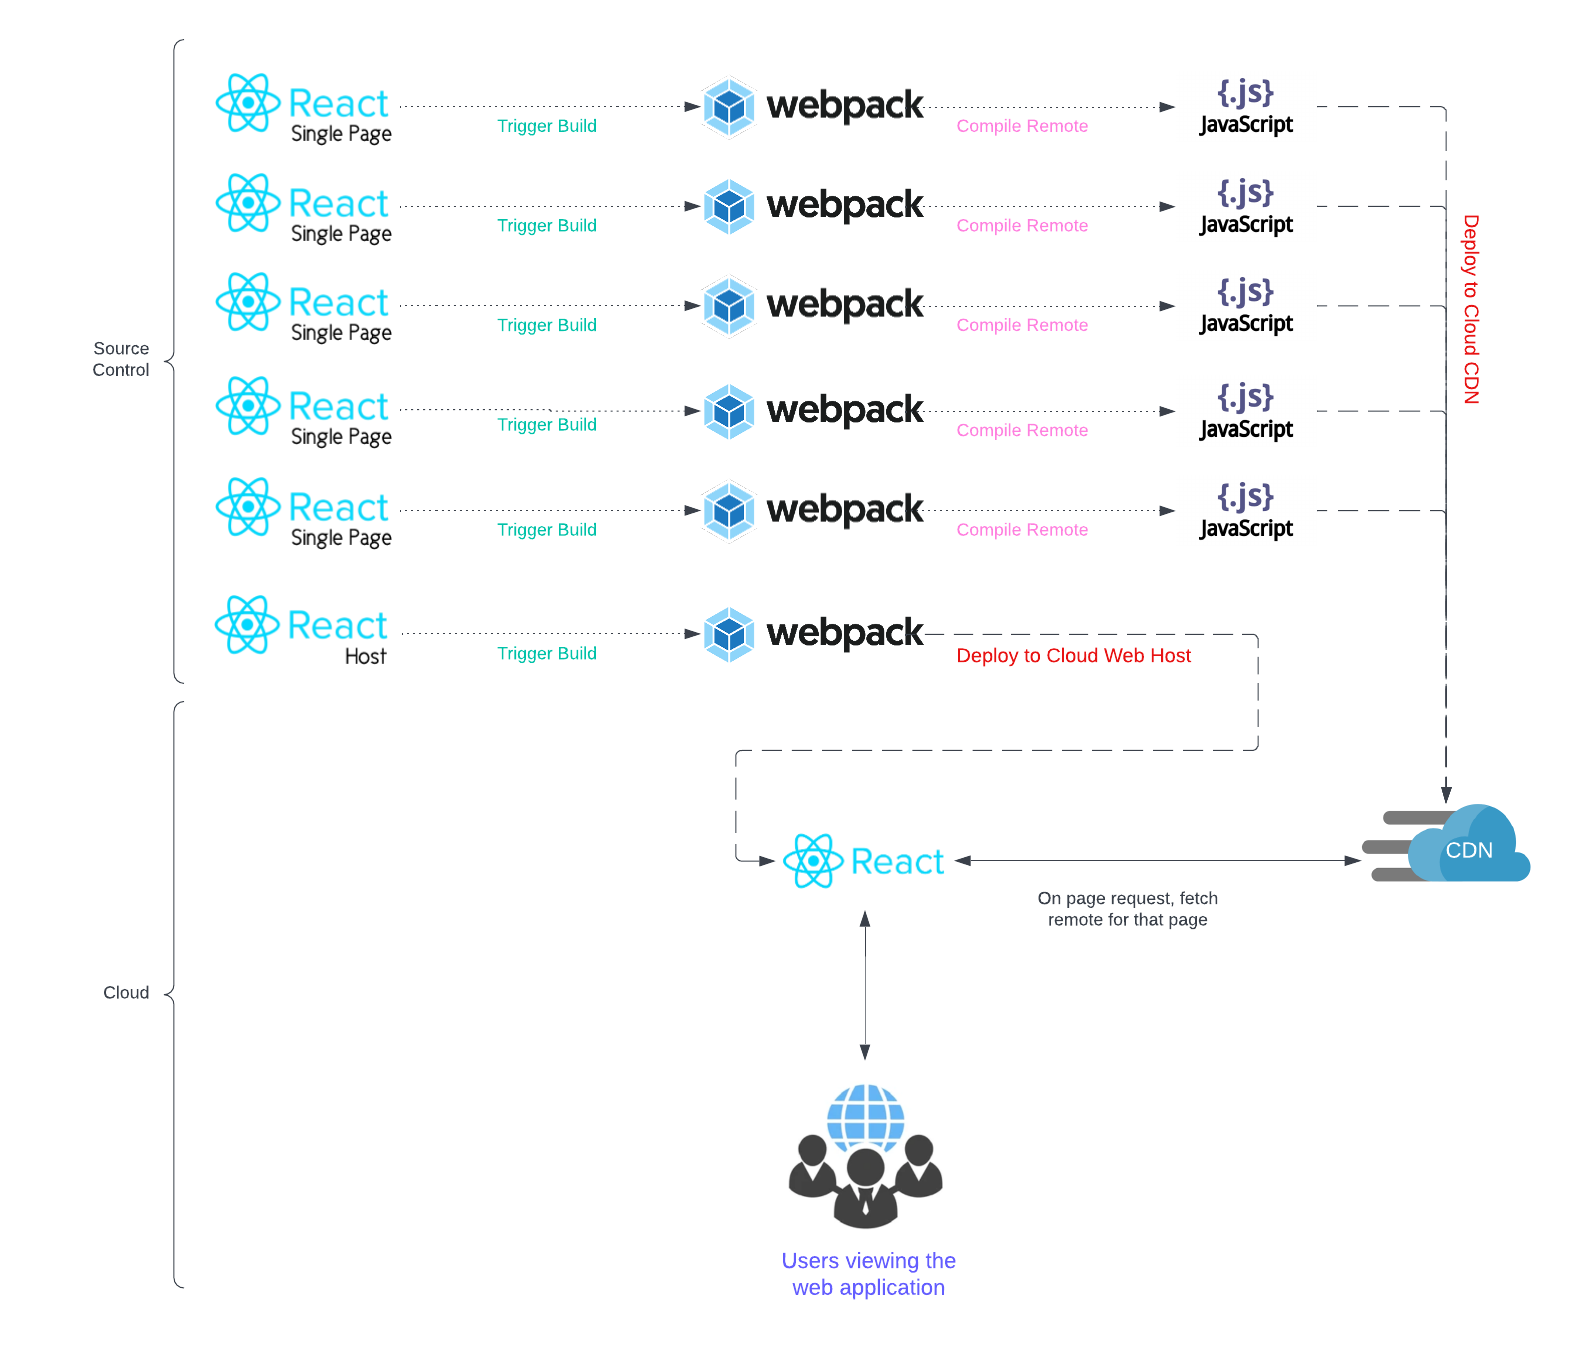 React
Single Page
Trigger Build
webpack
Compile Remote
{.js}
JavaScript
React
Single Page
Trigger Build
webpack
Compile Remote
{.js}
JavaScript
Deploy to Cloud CDN
React
Single Page
Trigger Build
webpack
Compile Remote
{.js}
JavaScript
Source
Control
React
Single Page
Trigger Build
webpack
Compile Remote
{.js}
JavaScript
React
Single Page
Trigger Build
webpack
Compile Remote
{.js}
JavaScript
React
Host
Trigger Build
webpack
Deploy to Cloud Web Host
React
CDN
On page request, fetch
remote for that page
Cloud
Users viewing the
web application